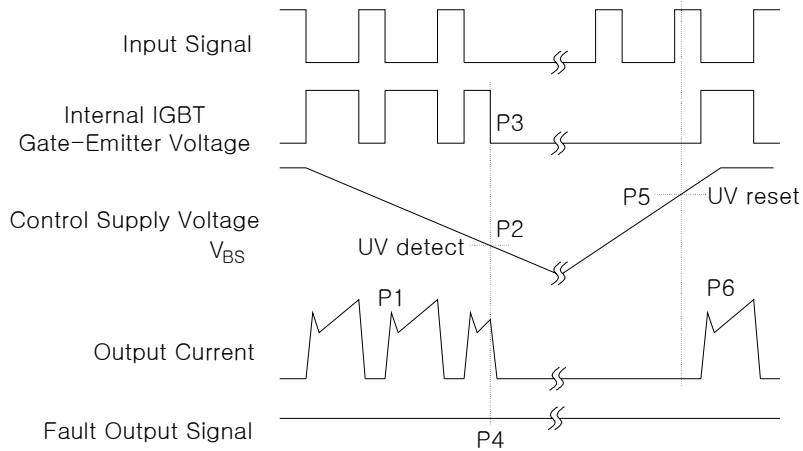 Input Signal
Internal IGBT
Gate-Emitter Voltage
P3
Control Supply Voltage
VBS
UV detect
P2
P5
UV reset
P1
P6
Output Current
Fault Output Signal
P4